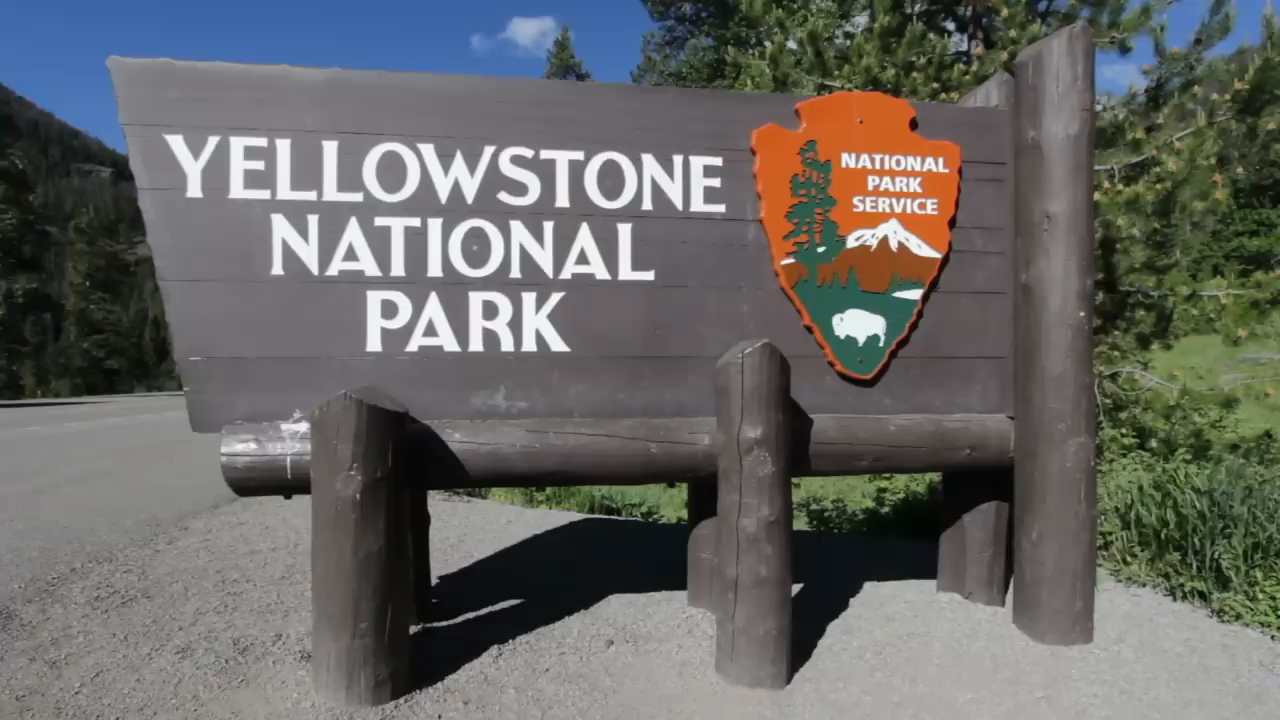 YELLOWSTONE
NATIONAL
PARK
NATIONAL
PARK
SERVICE